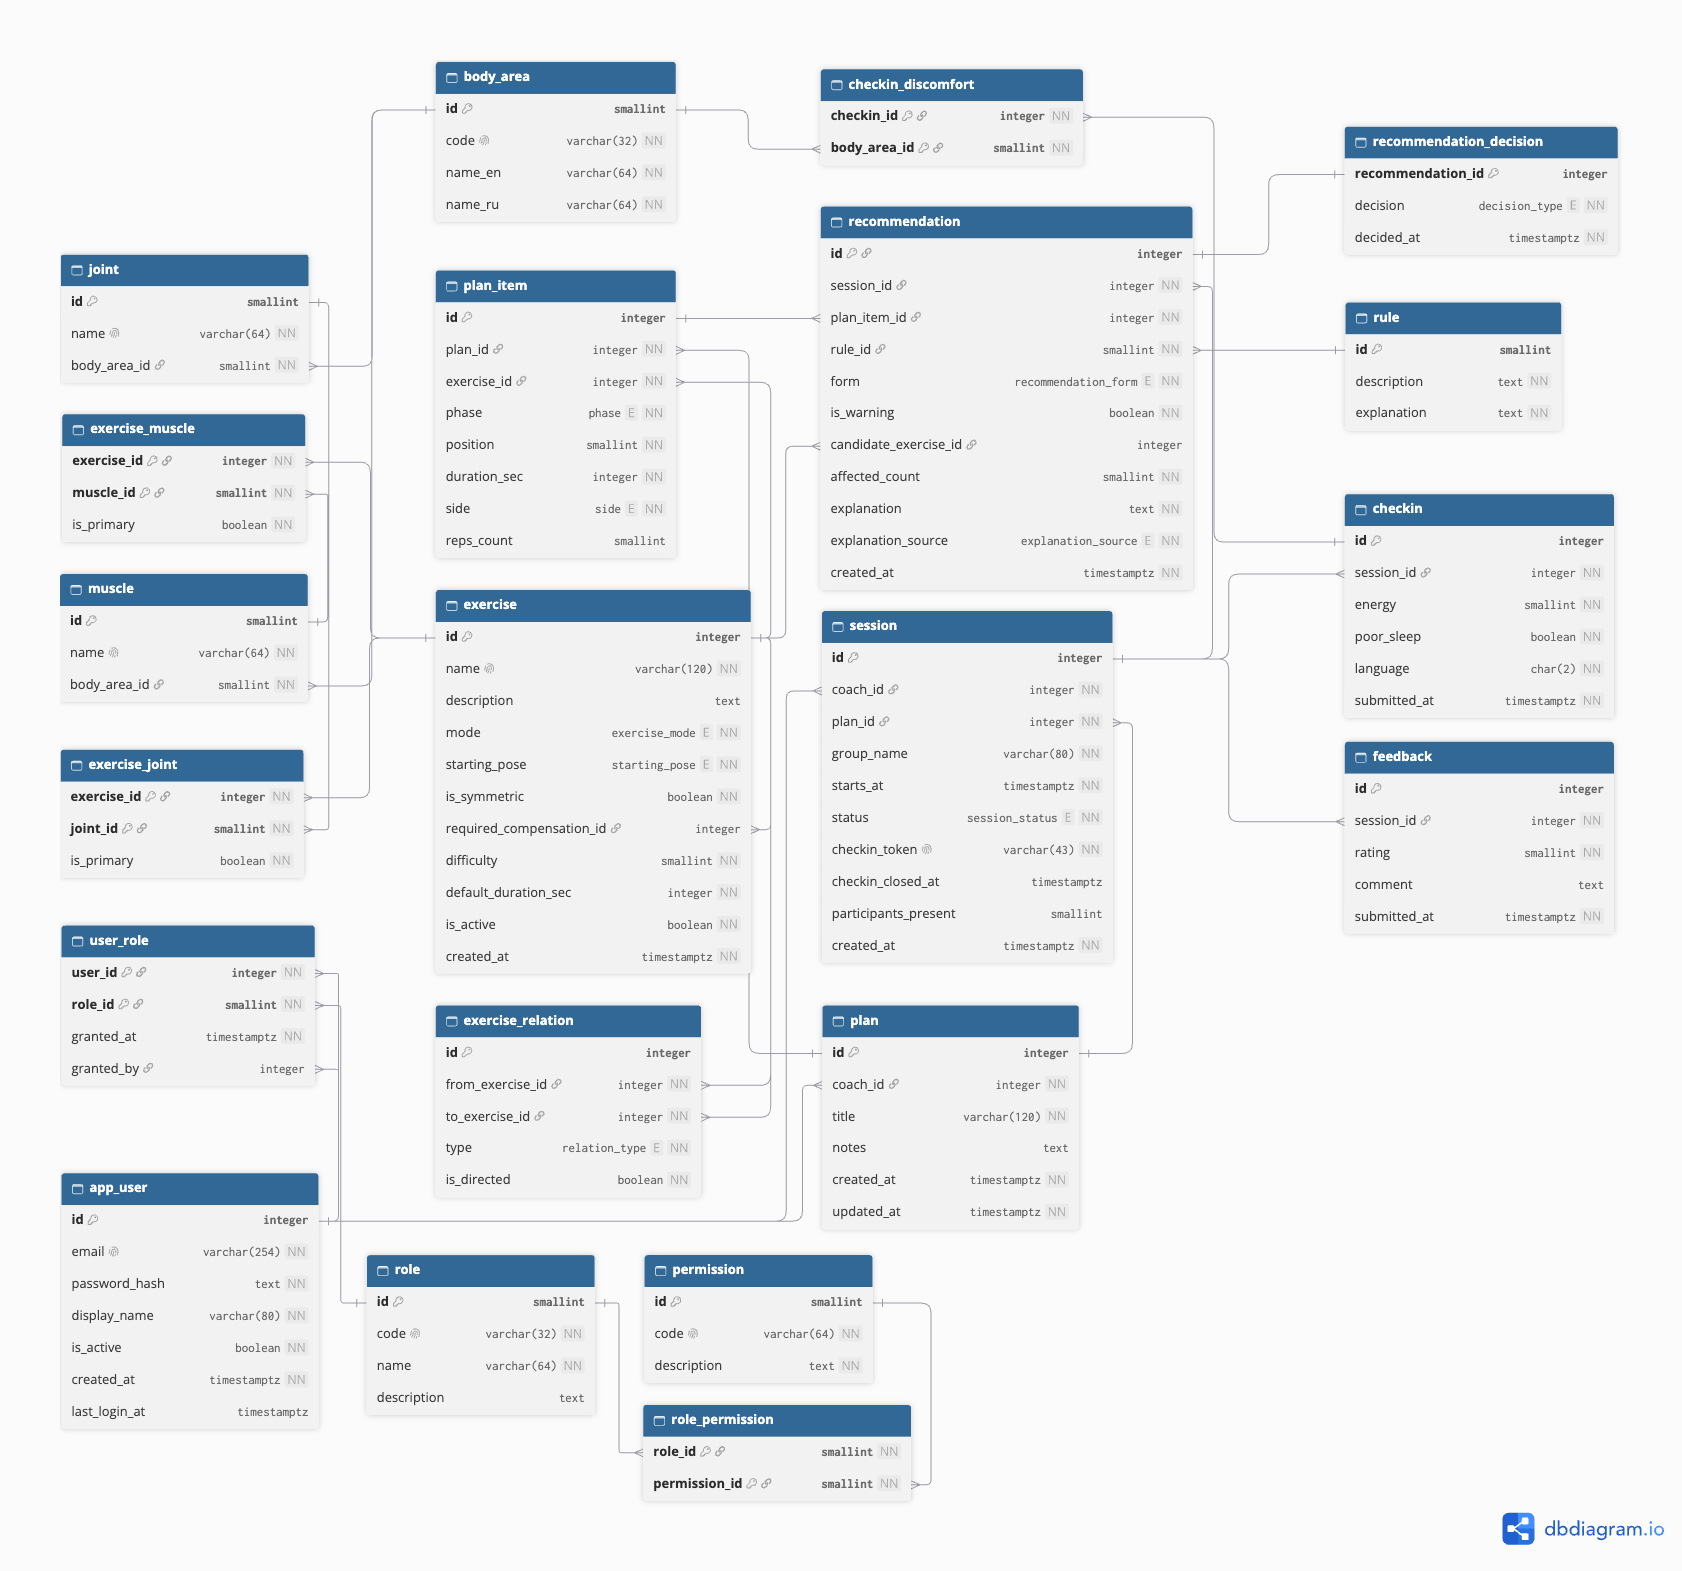 body_area
id smallint
code varchar(32) NN
name_en varchar(64) NN
name_ru varchar(64) NN
checkin_discomfort
checkin_id integer NN
body_area_id smallint NN
recommendation_decision
recommendation_id integer
decision decision_type E NN
decided_at timestamptz NN
recommendation
id integer
session_id integer NN
plan_item_id integer NN
rule_id smallint NN
form recommendation_form E NN
is_warning boolean NN
candidate_exercise_id integer
affected_count smallint NN
explanation text NN
explanation_source explanation_source E NN
created_at timestamptz NN
joint
id smallint
name varchar(64) NN
body_area_id smallint NN
plan_item
id integer
plan_id integer NN
exercise_id integer NN
phase phase E NN
position smallint NN
duration_sec integer NN
side side E NN
reps_count smallint
rule
id smallint
description text NN
explanation text NN
exercise_muscle
exercise_id integer NN
muscle_id smallint NN
is_primary boolean NN
checkin
id integer
session_id integer NN
energy smallint NN
poor_sleep boolean NN
language char(2) NN
submitted_at timestamptz NN
muscle
id smallint
name varchar(64) NN
body_area_id smallint NN
exercise
id integer
name varchar(120) NN
description text
mode exercise_mode E NN
starting_pose starting_pose E NN
is_symmetric boolean NN
required_compensation_id integer
difficulty smallint NN
default_duration_sec integer NN
is_active boolean NN
created_at timestamptz NN
session
id integer
coach_id integer NN
plan_id integer NN
group_name varchar(80) NN
starts_at timestamptz NN
status session_status E NN
checkin_token varchar(43) NN
checkin_closed_at timestamptz
participants_present smallint
created_at timestamptz NN
feedback
id integer
session_id integer NN
rating smallint NN
comment text
submitted_at timestamptz NN
exercise_joint
exercise_id integer NN
joint_id smallint NN
is_primary boolean NN
user_role
user_id integer NN
role_id smallint NN
granted_at timestamptz NN
granted_by integer
exercise_relation
id integer
from_exercise_id integer NN
to_exercise_id integer NN
type relation_type E NN
is_directed boolean NN
plan
id integer
coach_id integer NN
title varchar(120) NN
notes text
created_at timestamptz NN
updated_at timestamptz NN
app_user
id integer
email varchar(254) NN
password_hash text NN
display_name varchar(80) NN
is_active boolean NN
created_at timestamptz NN
last_login_at timestamptz
role
id smallint
code varchar(32) NN
name varchar(64) NN
description text
permission
id smallint
code varchar(64) NN
description text NN
role_permission
role_id smallint NN
permission_id smallint NN
dbdiagram.io